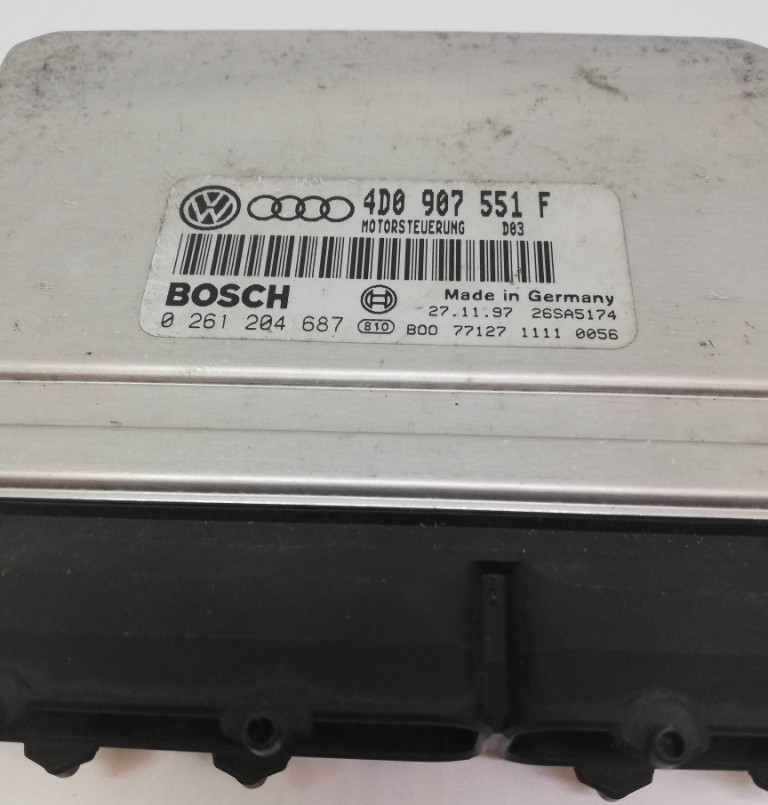 VW 4D0 907 551 F
MOTORSTEUERUNG D03
BOSCH Made in Germany
27.11.97 26SA5174
0 261 204 687 810 B00 77127 1111 0056